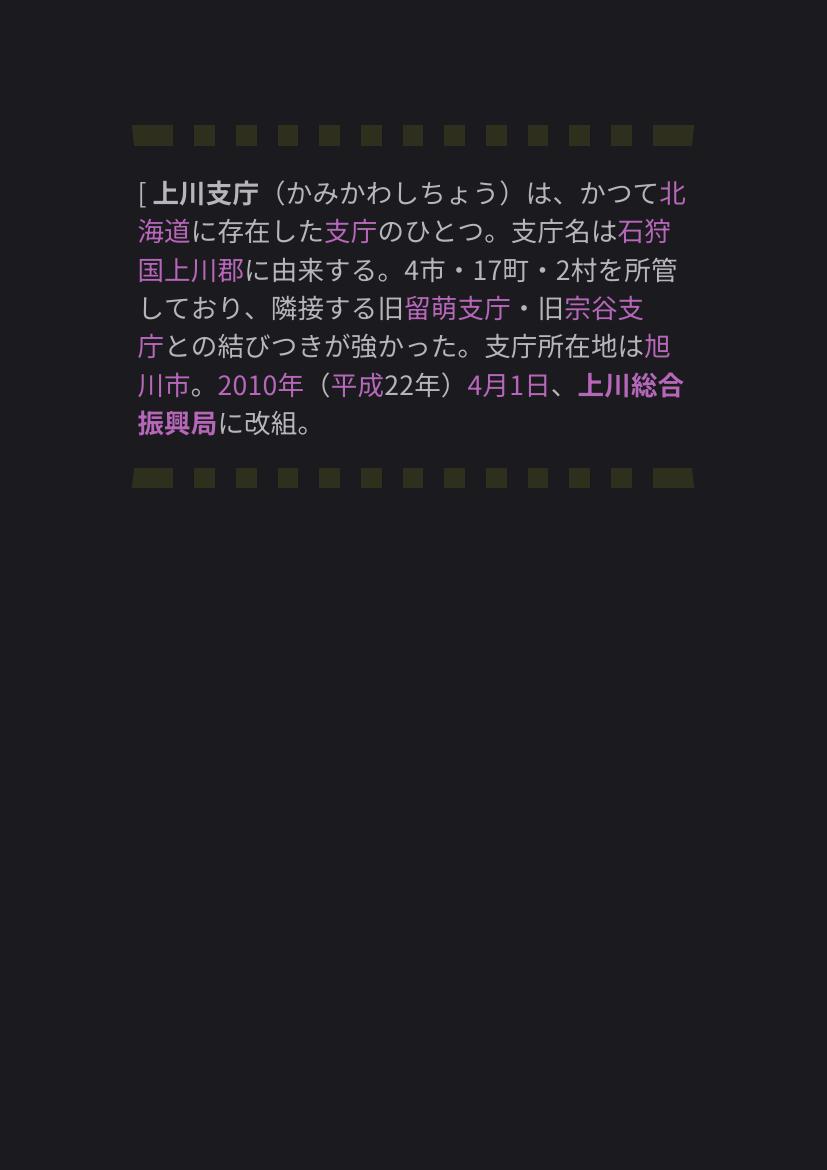 [ 上川支庁（かみかわしちょう）は、かつて北
海道に存在した支庁のひとつ。支庁名は石狩
国上川郡に由来する。4市・17町・2村を所管
しており、隣接する旧留萌支庁・旧宗谷支
庁との結びつきが強かった。支庁所在地は旭
川市。2010年（平成22年）4月1日、上川総合
振興局に改組。